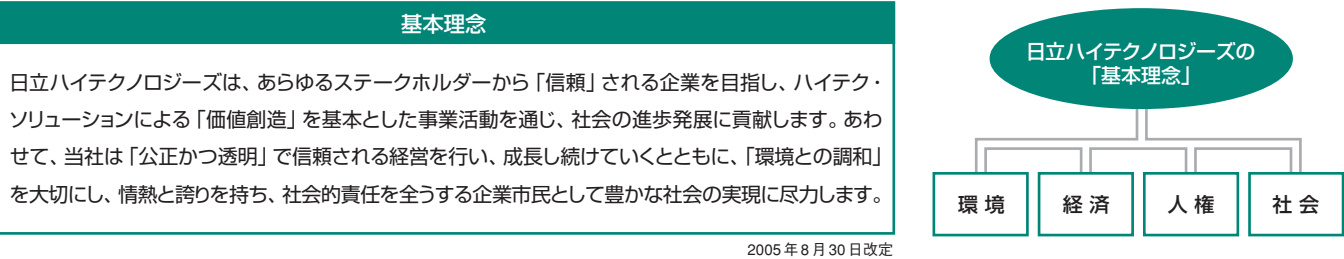 基本理念
日立ハイテクノロジーズは、あらゆるステークホルダーから「信頼」される企業を目指し、ハイテク・
ソリューションによる「価値創造」を基本とした事業活動を通じ、社会の進歩発展に貢献します。あわ
せて、当社は「公正かつ透明」で信頼される経営を行い、成長し続けていくとともに、「環境との調和」
を大切にし、情熱と誇りを持ち、社会的責任を全うする企業市民として豊かな社会の実現に尽力します。
2005年8月30日改定
日立ハイテクノロジーズの
「基本理念」
環境
経済
人権
社会